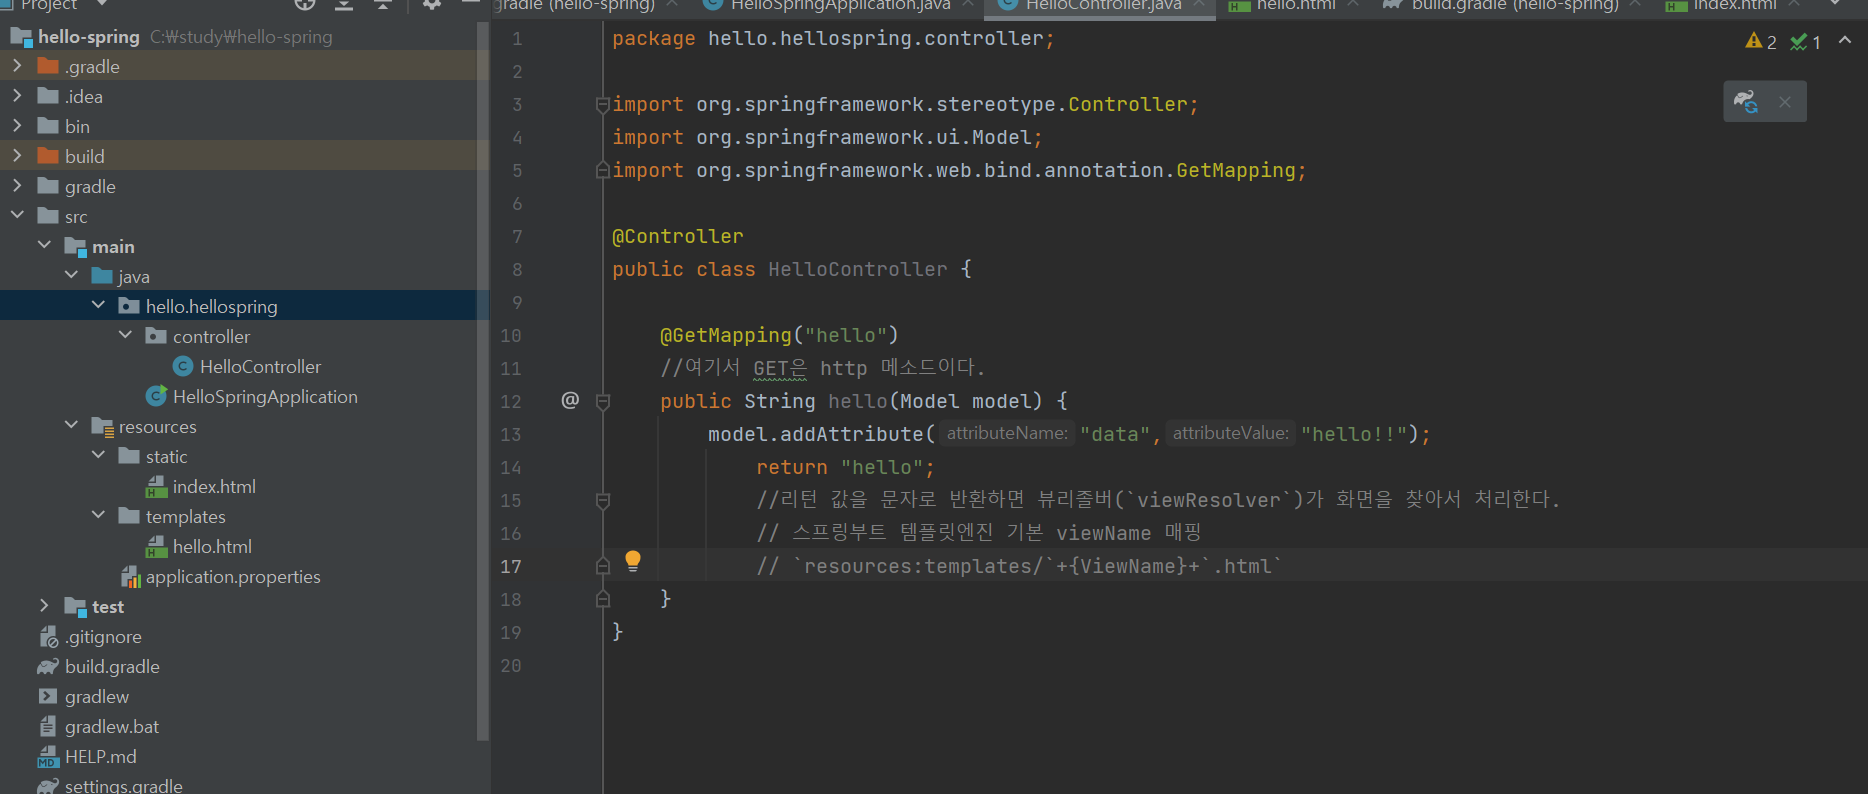 Project
gradle (hello-spring)
HelloSpringApplication.java
HelloController.java
hello.html
build.gradle (hello-spring)
index.html
hello-spring C:₩study₩hello-spring
.gradle
.idea
bin
build
gradle
src
main
java
hello.hellospring
controller
HelloController
HelloSpringApplication
resources
static
index.html
templates
hello.html
application.properties
test
.gitignore
build.gradle
gradlew
gradlew.bat
HELP.md
settings.gradle
2 1
1 package hello.hellospring.controller;
2
3 import org.springframework.stereotype.Controller;
4 import org.springframework.ui.Model;
5 import org.springframework.web.bind.annotation.GetMapping;
6
7 @Controller
8 public class HelloController {
9
10 @GetMapping("hello")
11 //여기서 GET은 http 메소드이다.
12 @ public String hello(Model model) {
13 model.addAttribute( attributeName: "data", attributeValue: "hello!!");
14 return "hello";
15 //리턴 값을 문자로 반환하면 뷰리졸버(`viewResolver`)가 화면을 찾아서 처리한다.
16 // 스프링부트 템플릿엔진 기본 viewName 매핑
17 // `resources:templates/`+{ViewName}+`.html`
18 }
19 }
20